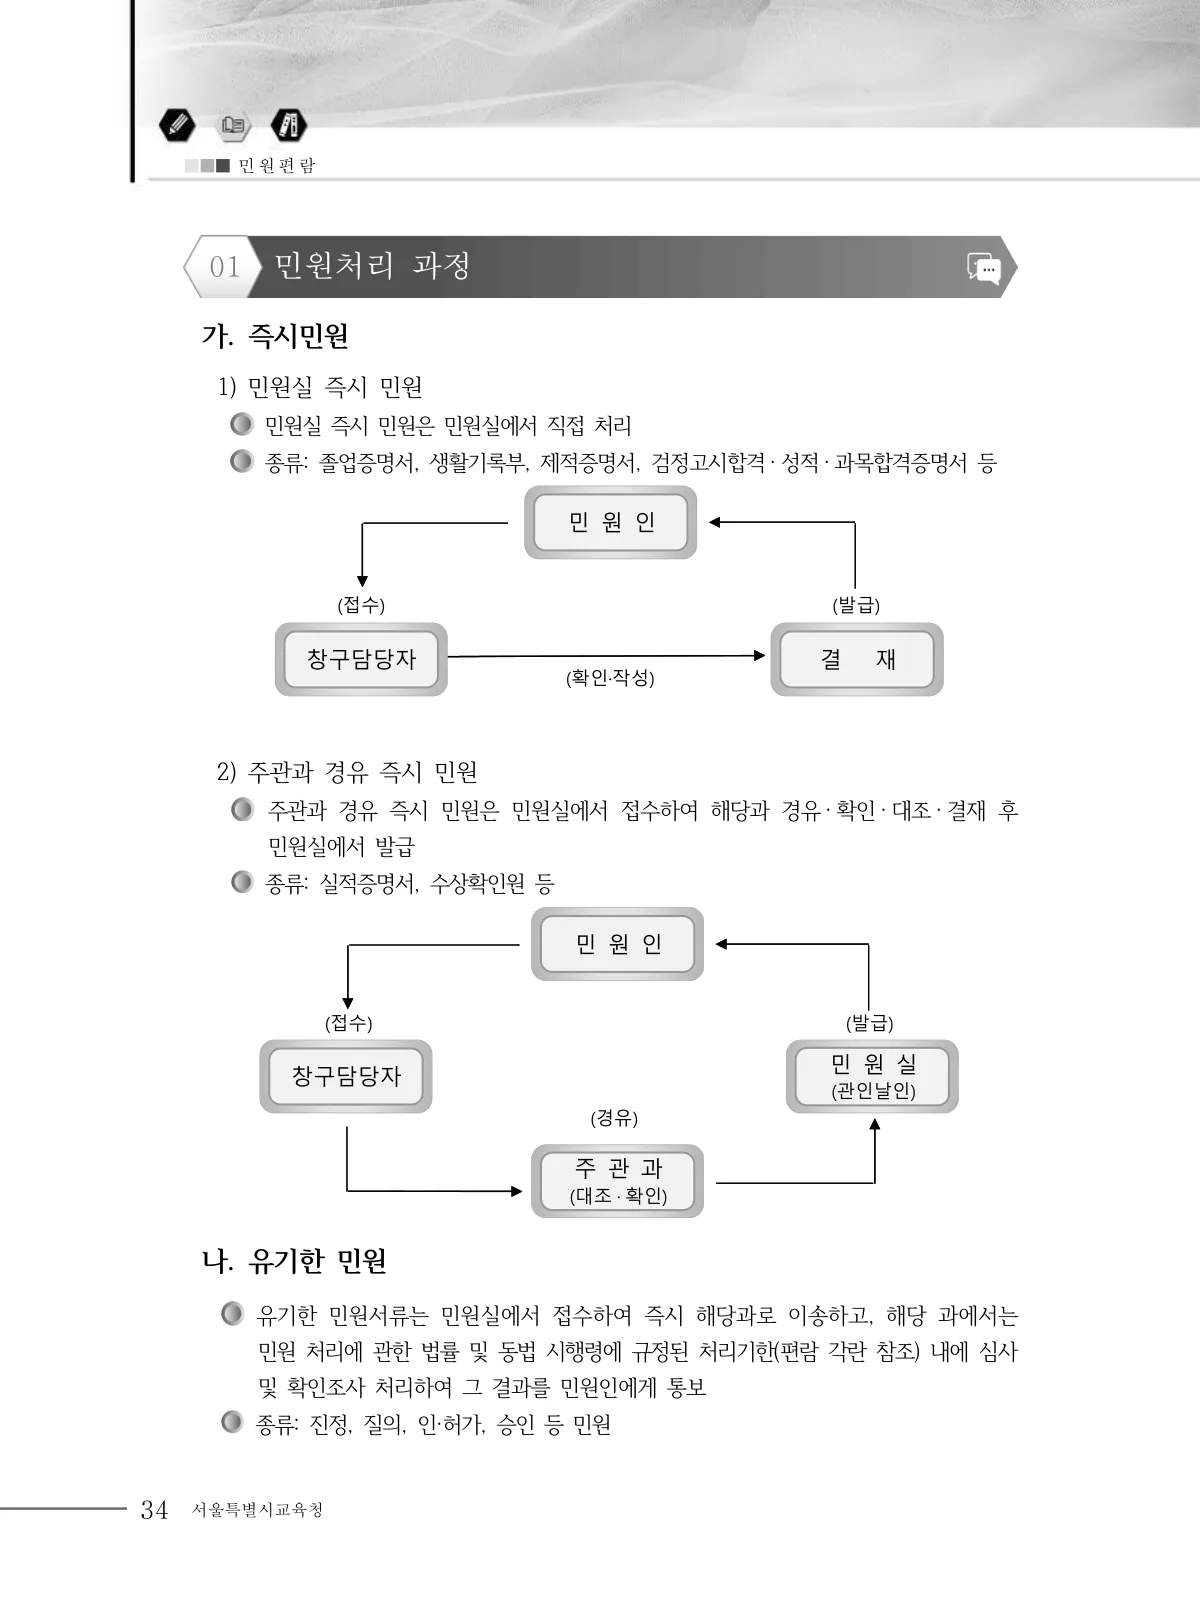 민원편람
01 민원처리 과정
가. 즉시민원
1) 민원실 즉시 민원
민원실 즉시 민원은 민원실에서 직접 처리
종류: 졸업증명서, 생활기록부, 제적증명서, 검정고시합격·성적·과목합격증명서 등
민 원 인
(접수)
(발급)
창구담당자
결 재
(확인·작성)
2) 주관과 경유 즉시 민원
주관과 경유 즉시 민원은 민원실에서 접수하여 해당과 경유·확인·대조·결재 후
민원실에서 발급
종류: 실적증명서, 수상확인원 등
민 원 인
(접수)
(발급)
창구담당자
민 원 실
(관인날인)
(경유)
주 관 과
(대조·확인)
나. 유기한 민원
유기한 민원서류는 민원실에서 접수하여 즉시 해당과로 이송하고, 해당 과에서는
민원 처리에 관한 법률 및 동법 시행령에 규정된 처리기한(편람 각란 참조) 내에 심사
및 확인조사 처리하여 그 결과를 민원인에게 통보
종류: 진정, 질의, 인·허가, 승인 등 민원
34 서울특별시교육청